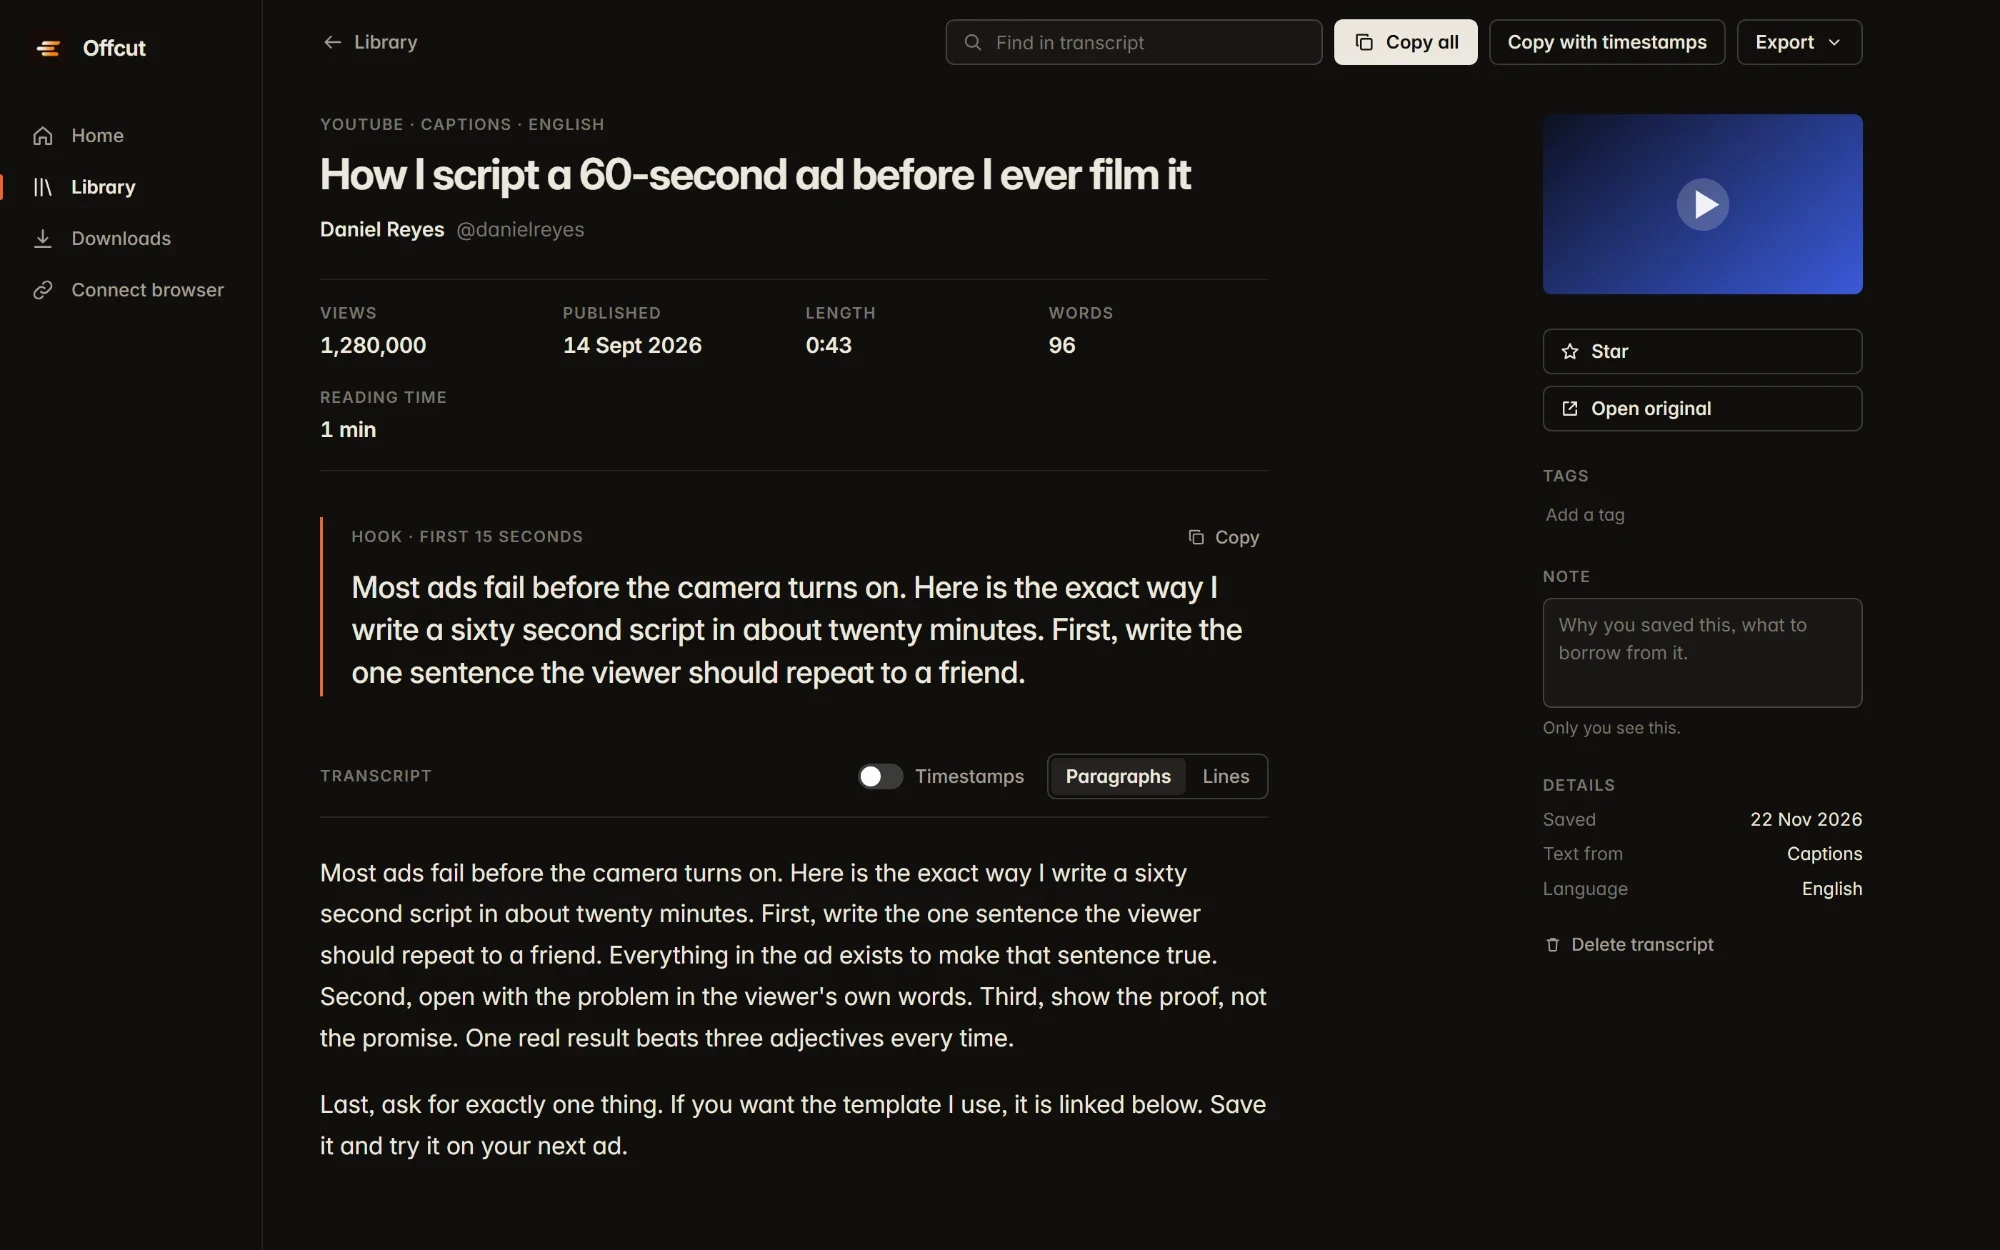 Offcut
Home
Library
Downloads
Connect browser
Library
Find in transcript
Copy all
Copy with timestamps
Export
YOUTUBE · CAPTIONS · ENGLISH
How I script a 60-second ad before I ever film it
Daniel Reyes @danielreyes
VIEWS
1,280,000
PUBLISHED
14 Sept 2026
LENGTH
0:43
WORDS
96
READING TIME
1 min
HOOK · FIRST 15 SECONDS
Copy
Most ads fail before the camera turns on. Here is the exact way I
write a sixty second script in about twenty minutes. First, write the
one sentence the viewer should repeat to a friend.
TRANSCRIPT
Timestamps
Paragraphs
Lines
Most ads fail before the camera turns on. Here is the exact way I write a sixty
second script in about twenty minutes. First, write the one sentence the viewer
should repeat to a friend. Everything in the ad exists to make that sentence true.
Second, open with the problem in the viewer's own words. Third, show the proof, not
the promise. One real result beats three adjectives every time.
Last, ask for exactly one thing. If you want the template I use, it is linked below. Save
it and try it on your next ad.
Star
Open original
TAGS
Add a tag
NOTE
Why you saved this, what to
borrow from it.
Only you see this.
DETAILS
Saved 22 Nov 2026
Text from Captions
Language English
Delete transcript